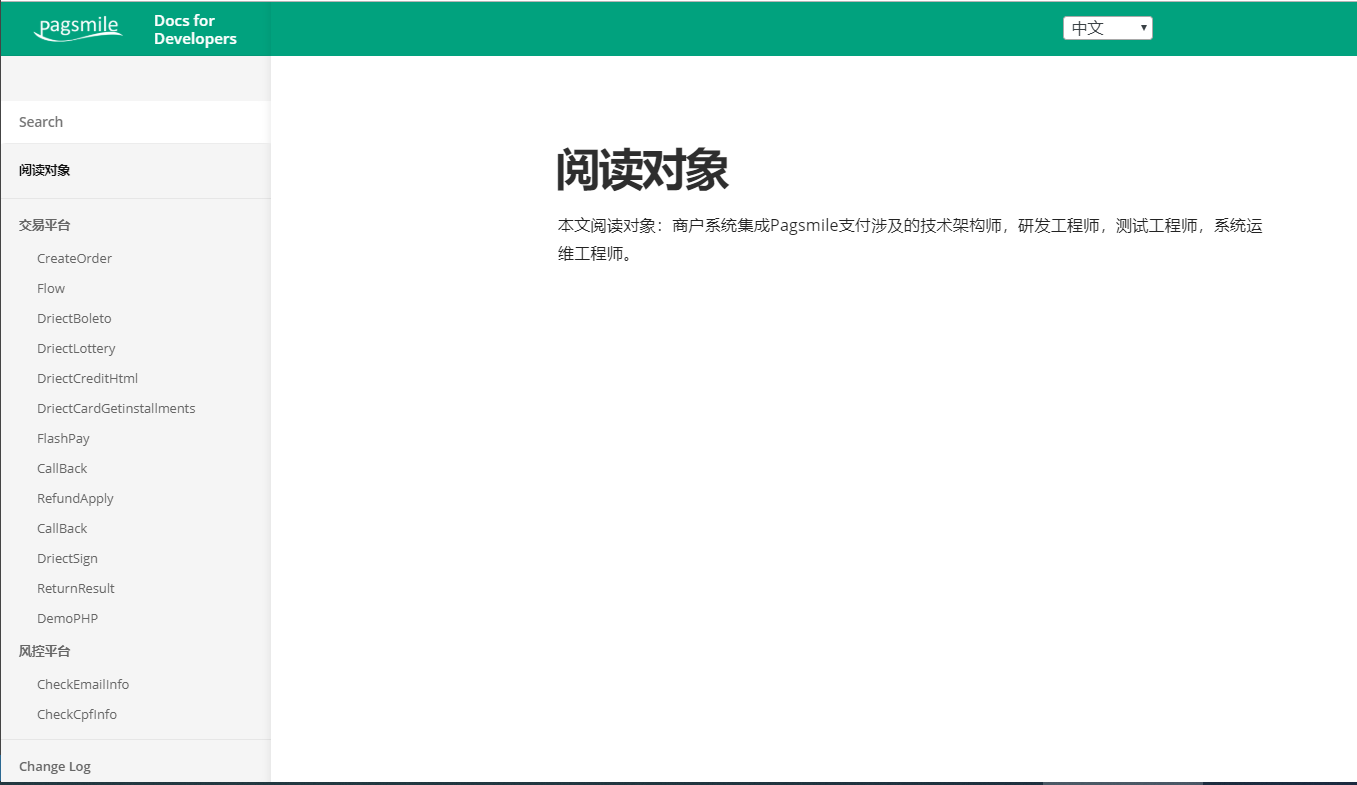 pagsmile
Docs for
Developers
中文
Search
阅读对象
交易平台
CreateOrder
Flow
DriectBoleto
DriectLottery
DriectCreditHtml
DriectCardGetinstallments
FlashPay
CallBack
RefundApply
CallBack
DriectSign
ReturnResult
DemoPHP
风控平台
CheckEmailInfo
CheckCpfInfo
Change Log
阅读对象
本文阅读对象：商户系统集成Pagsmile支付涉及的技术架构师，研发工程师，测试工程师，系统运
维工程师。